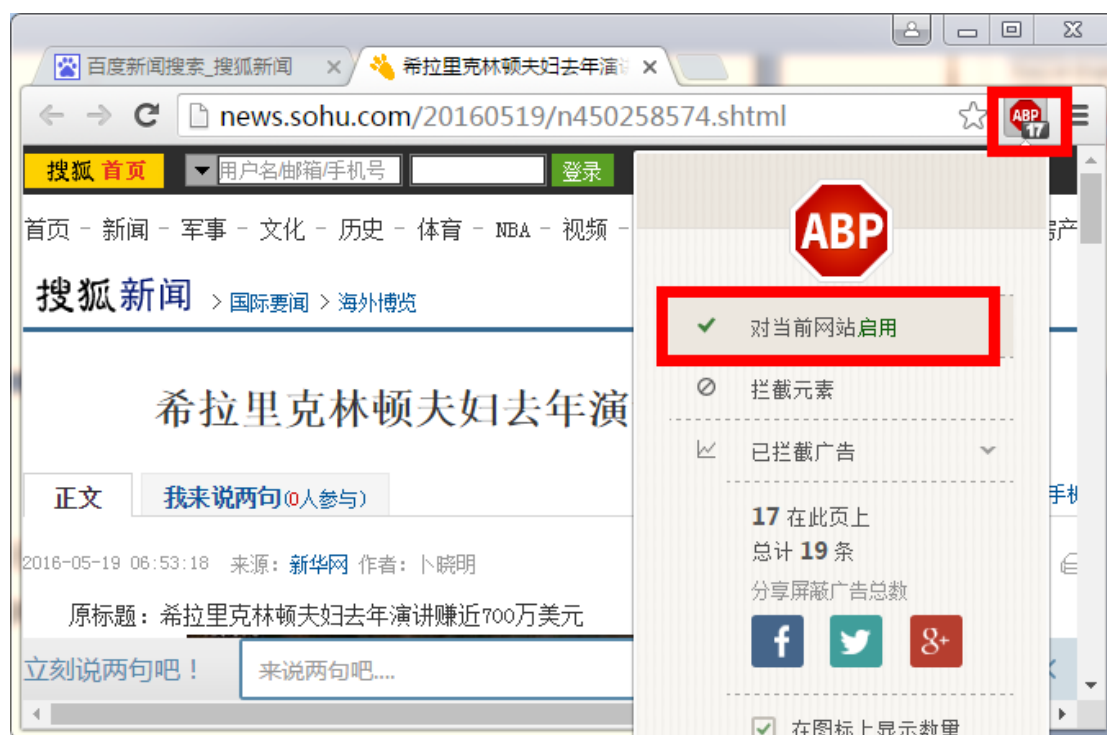 百度新闻搜索_搜狐新闻
希拉里克林顿夫妇去年演讲
news.sohu.com/20160519/n450258574.shtml
ABP
17
搜狐 首页
用户名/邮箱/手机号
登录
首页 - 新闻 - 军事 - 文化 - 历史 - 体育 - NBA - 视频 -
房产
搜狐新闻 > 国际要闻 > 海外博览
希拉里克林顿夫妇去年演
正文
我来说两句(0人参与)
手机
2016-05-19 06:53:18 来源: 新华网 作者: 卜晓明
原标题：希拉里克林顿夫妇去年演讲赚近700万美元
立刻说两句吧！
来说两句吧....
ABP
对当前网站启用
拦截元素
已拦截广告
17 在此页上
总计 19 条
分享屏蔽广告总数
f
8+
在图标上显示数量